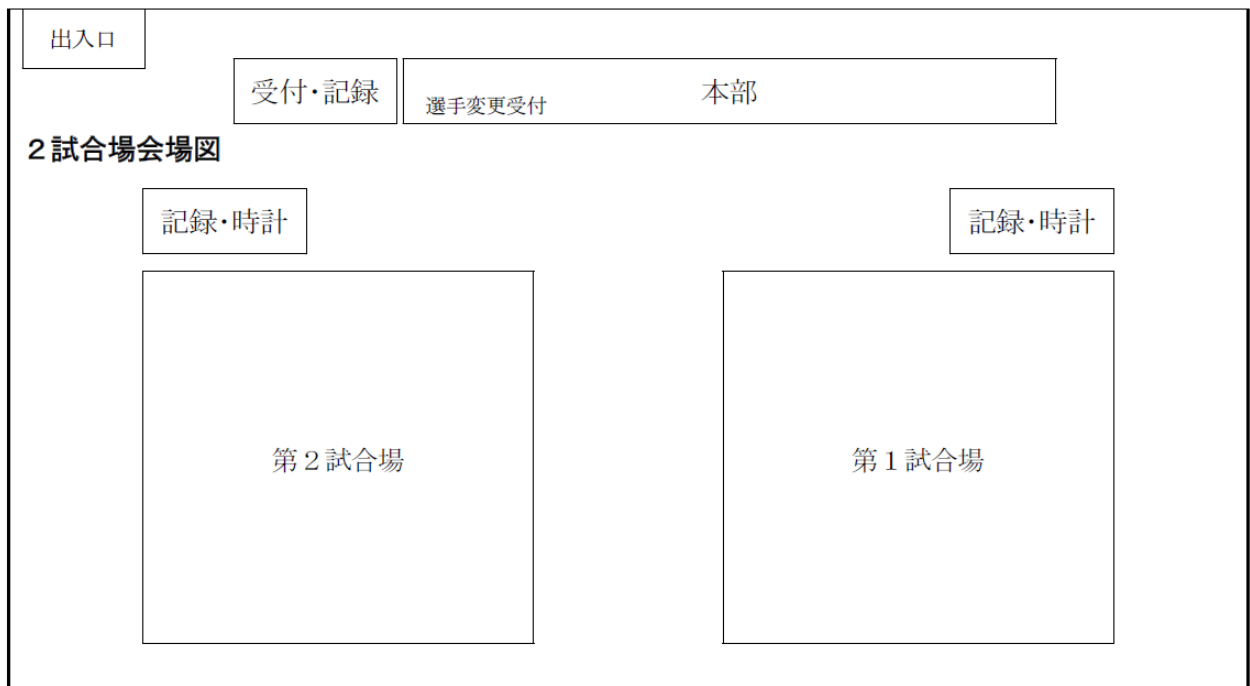 出入口
受付・記録
選手変更受付
本部
２試合場会場図
記録・時計
記録・時計
第２試合場
第１試合場